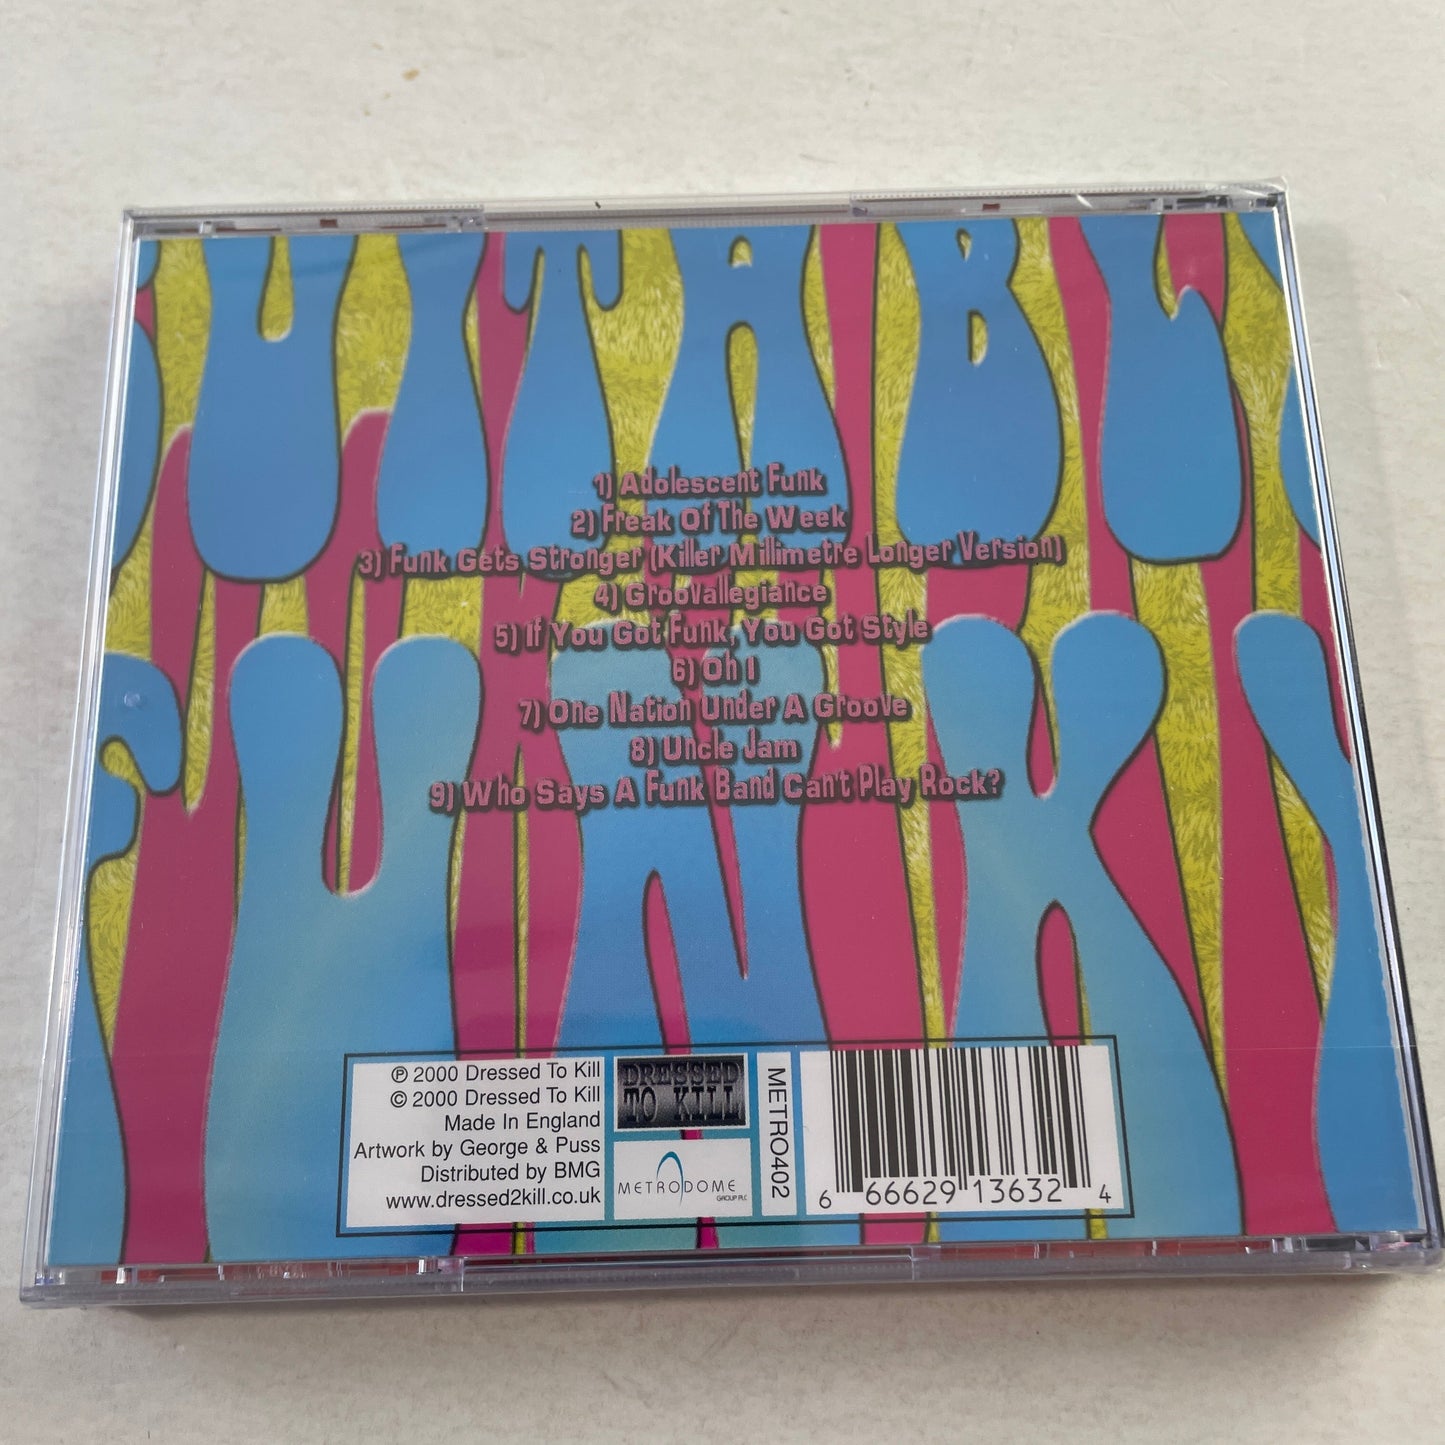 UITABL
FUNK
1) Adolescent Funk
2) Freak Of The Week
3) Funk Gets Stronger (Killer Millimetre Longer Version)
4) Groovallegiance
5) If You Got Funk, You Got Style
6) Oh I
7) One Nation Under A Groove
8) Uncle Jam
9) Who Says A Funk Band Can't Play Rock?
℗ 2000 Dressed To Kill
© 2000 Dressed To Kill
Made In England
Artwork by George & Puss
Distributed by BMG
www.dressed2kill.co.uk
DRESSED
TO KILL
METRODOME
GROUP PLC
METRO402
6 66629 13632 4